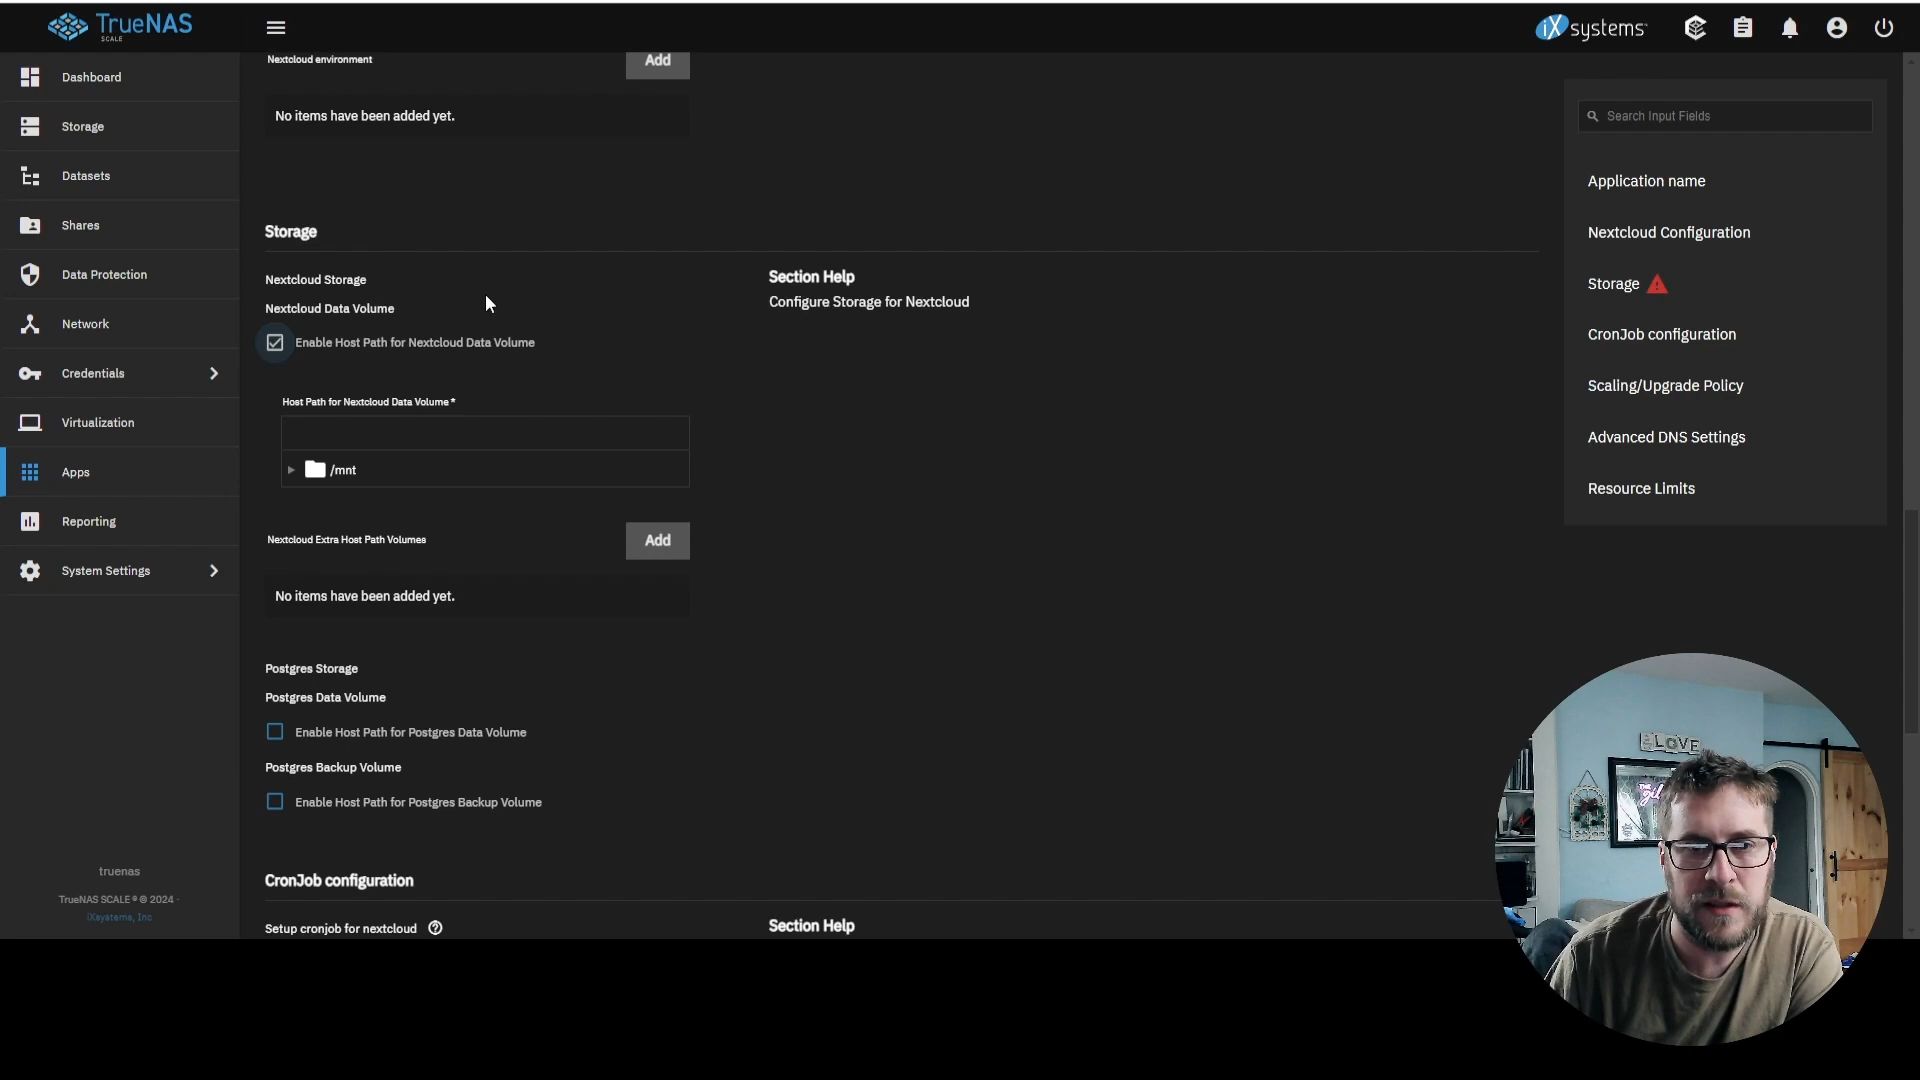 TrueNAS
SCALE
iXsystems
Dashboard
Storage
Datasets
Shares
Data Protection
Network
Credentials
Virtualization
Apps
Reporting
System Settings
truenas
TrueNAS SCALE ® © 2024 -
iXsystems, Inc
Nextcloud environment
Add
No items have been added yet.
Storage
Nextcloud Storage
Nextcloud Data Volume
Enable Host Path for Nextcloud Data Volume
Host Path for Nextcloud Data Volume *
/mnt
Nextcloud Extra Host Path Volumes
Add
No items have been added yet.
Postgres Storage
Postgres Data Volume
Enable Host Path for Postgres Data Volume
Postgres Backup Volume
Enable Host Path for Postgres Backup Volume
CronJob configuration
Setup cronjob for nextcloud
Section Help
Configure Storage for Nextcloud
Section Help
Search Input Fields
Application name
Nextcloud Configuration
Storage
CronJob configuration
Scaling/Upgrade Policy
Advanced DNS Settings
Resource Limits
LOVE
THE